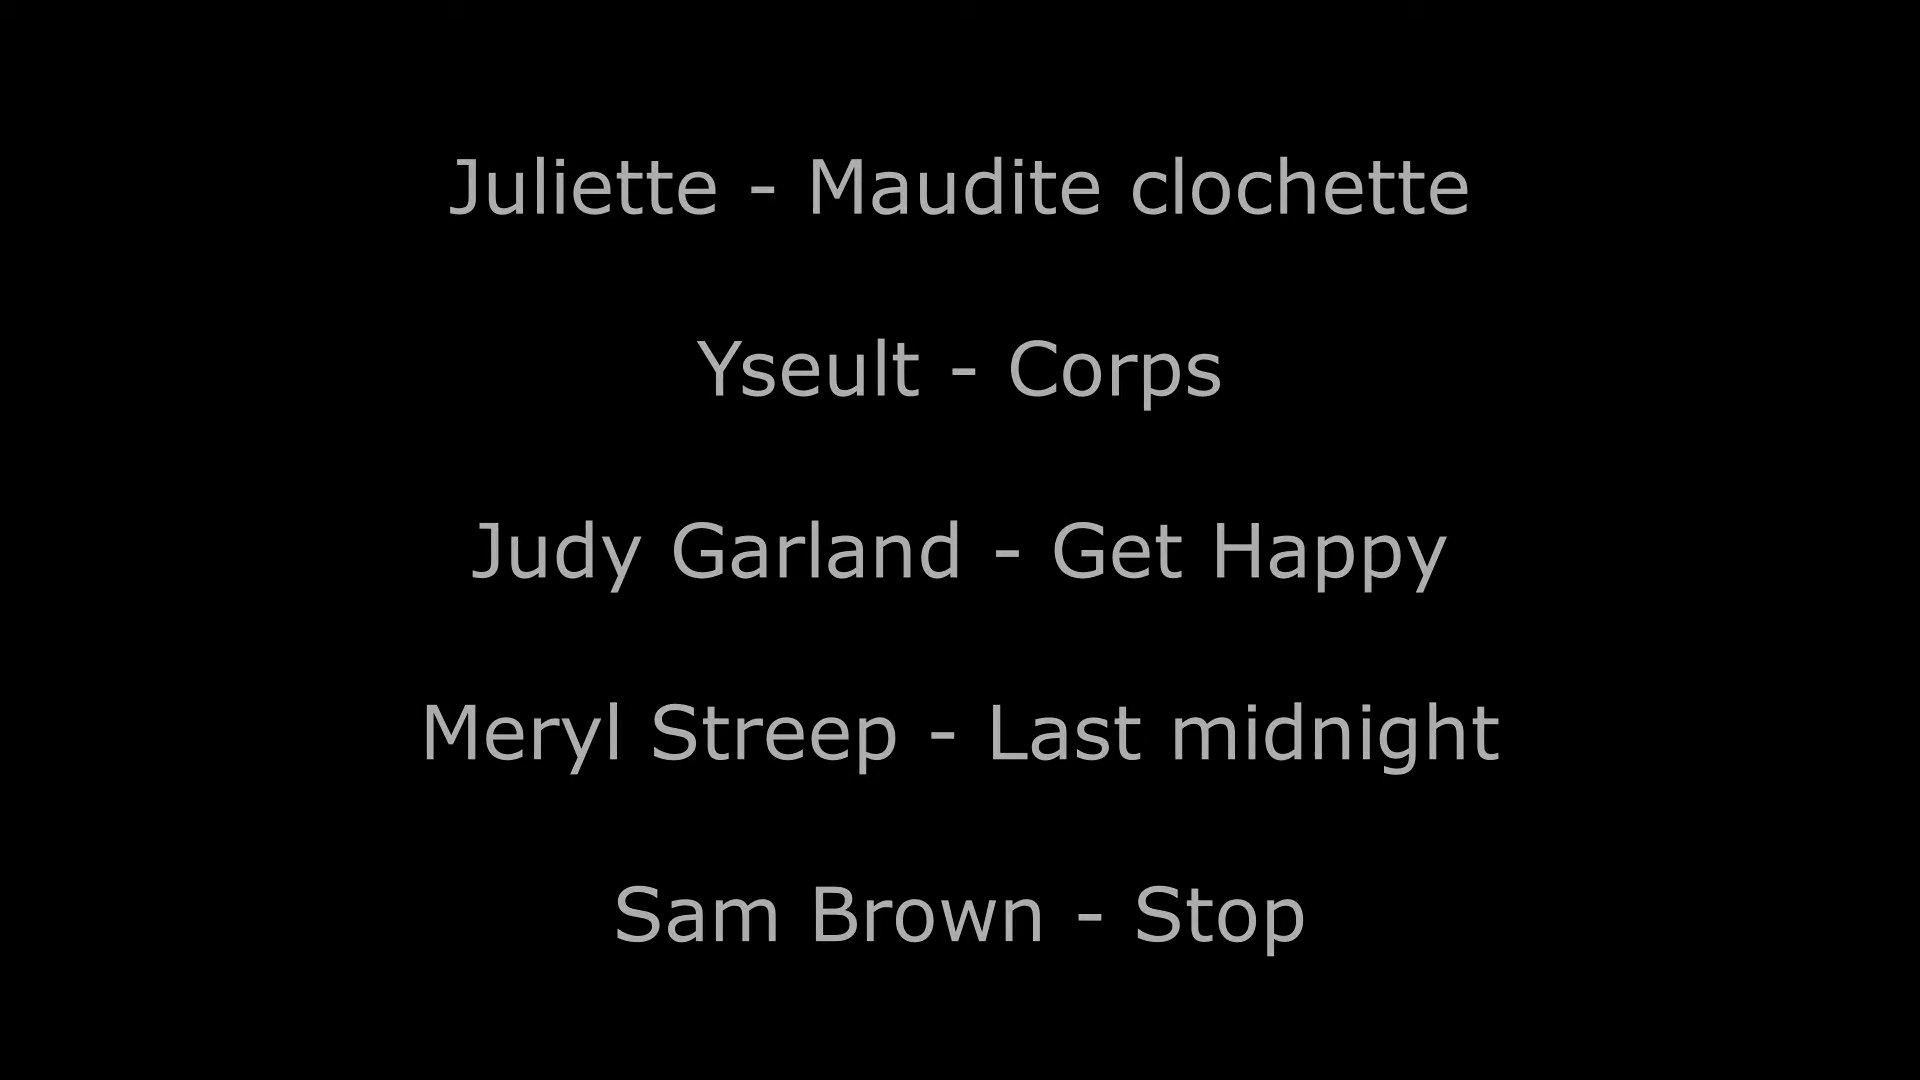 Juliette - Maudite clochette
Yseult - Corps
Judy Garland - Get Happy
Meryl Streep - Last midnight
Sam Brown - Stop